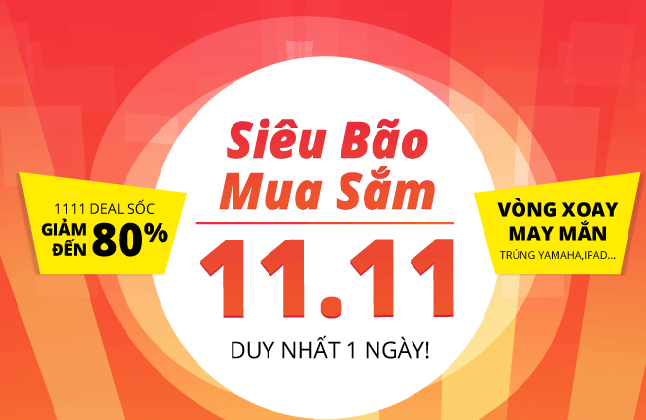 Siêu Bão
Mua Sắm
11.11
DUY NHẤT 1 NGÀY!
1111 DEAL SỐC
GIẢM
ĐẾN 80%
VÒNG XOAY
MAY MẮN
TRÚNG YAMAHA,IFAD...